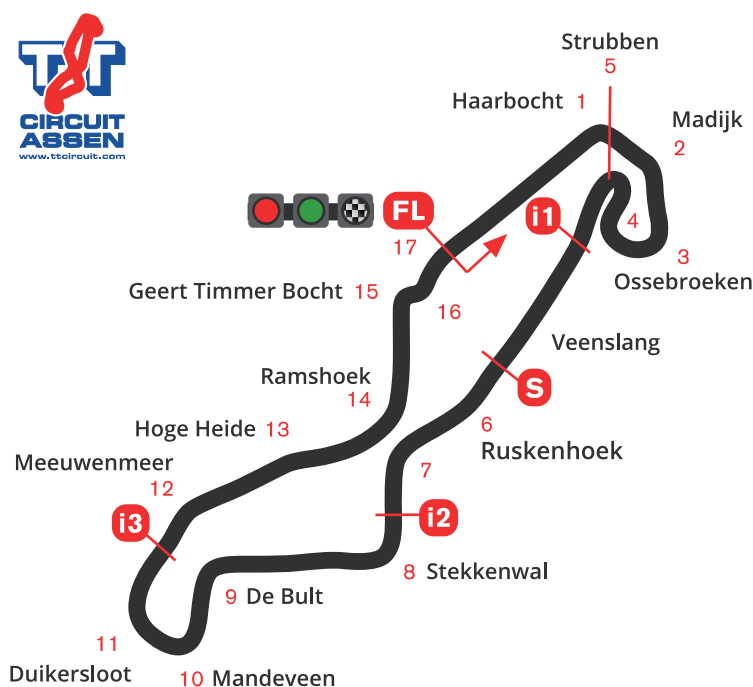 TT
CIRCUIT
ASSEN
www.ttcircuit.com
Strubben
5
Haarbocht 1
Madijk
2
FL
17
i1
4
3
Ossebroeken
Geert Timmer Bocht 15
16
Veenslang
Ramshoek
14
S
Hoge Heide 13
6
Ruskenhoek
Meeuwenmeer
12
7
i3
i2
8 Stekkenwal
9 De Bult
11
Duikersloot
10 Mandeveen